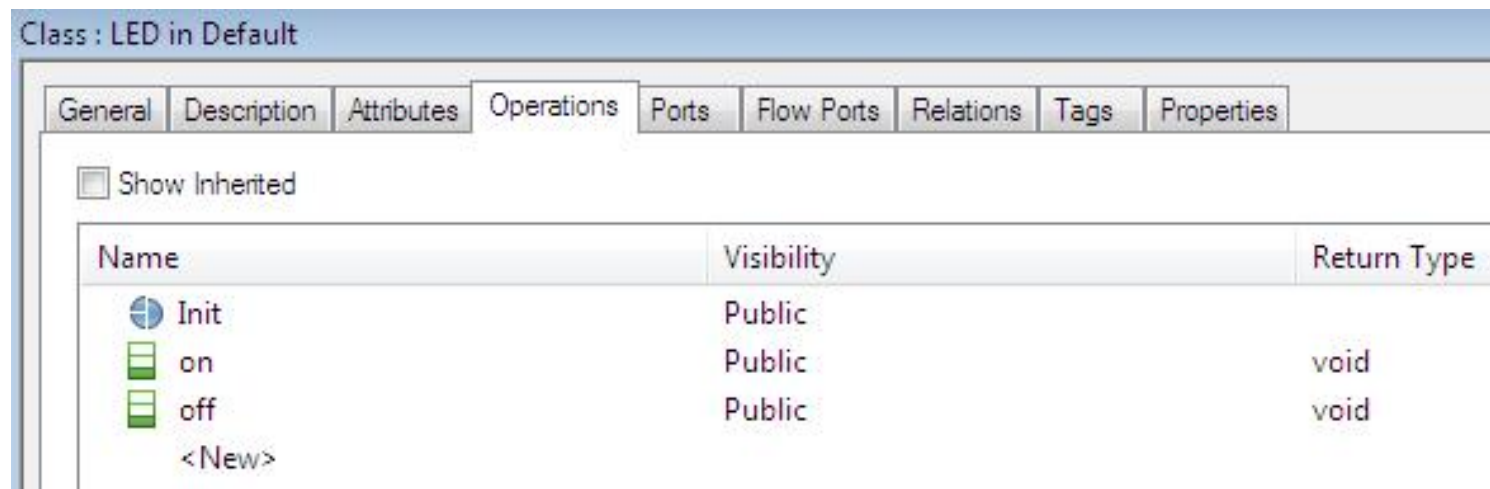 Class : LED in Default
General Description Attributes Operations Ports Flow Ports Relations Tags Properties
Show Inherited
Name Visibility Return Type
Init Public
on Public void
off Public void
<New>